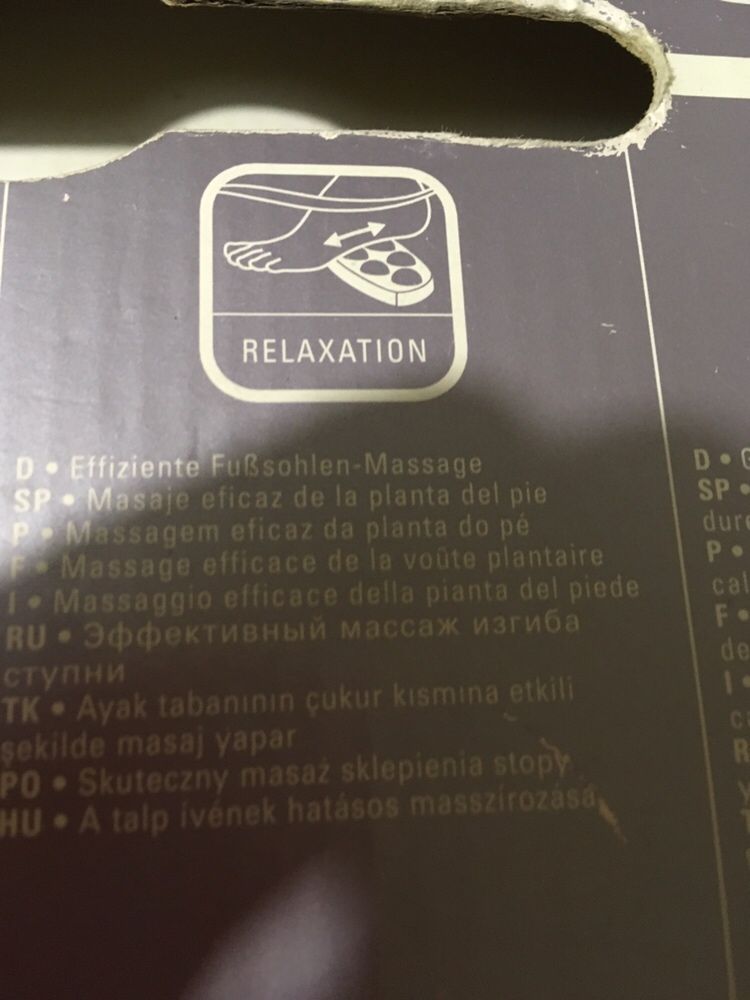 RELAXATION
D • Effiziente Fußsohlen-Massage
SP • Masaje eficaz de la planta del pie
P • Massagem eficaz da planta do pé
F • Massage efficace de la voûte plantaire
I • Massaggio efficace della pianta del piede
RU • Эффективный массаж изгиба
ступни
TK • Ayak tabanının çukur kısmına etkili
şekilde masaj yapar
PO • Skuteczny masaż sklepienia stopy
HU • A talp ívének hatásos masszírozása
D •
SP •
P •
F •
I •